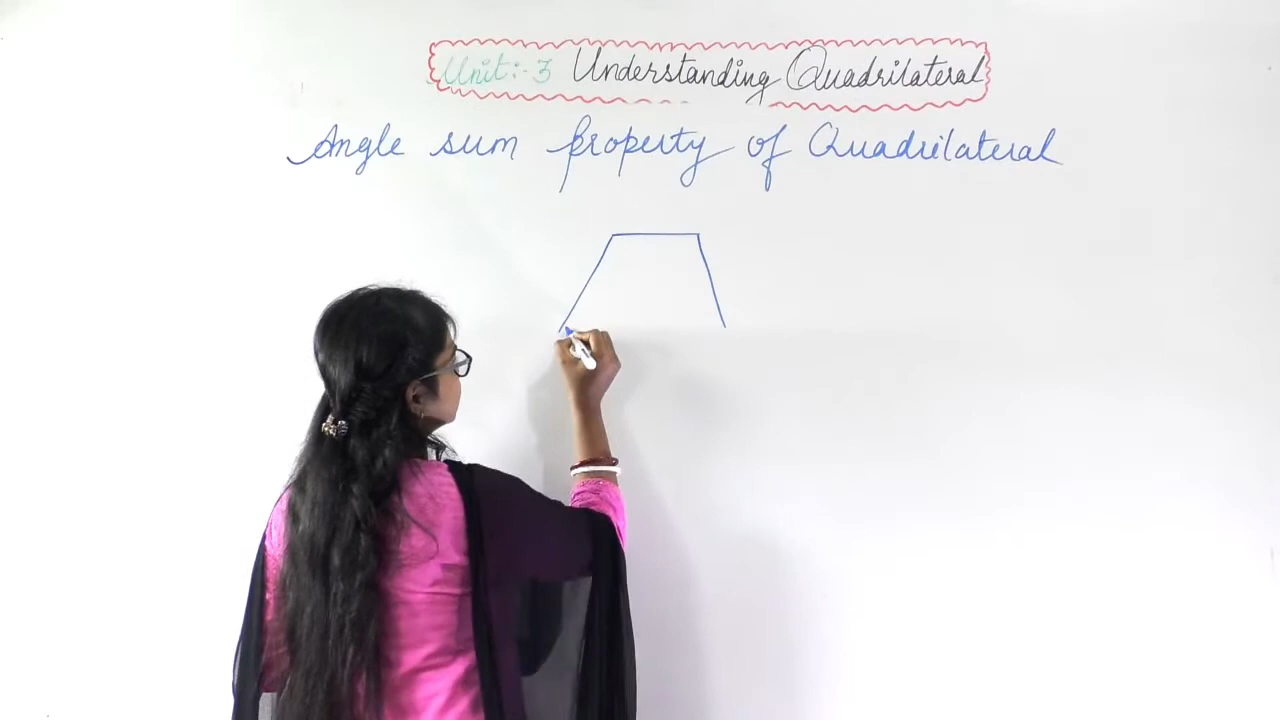 Unit:- 3 Understanding Quadrilateral
Angle sum property of Quadrilateral